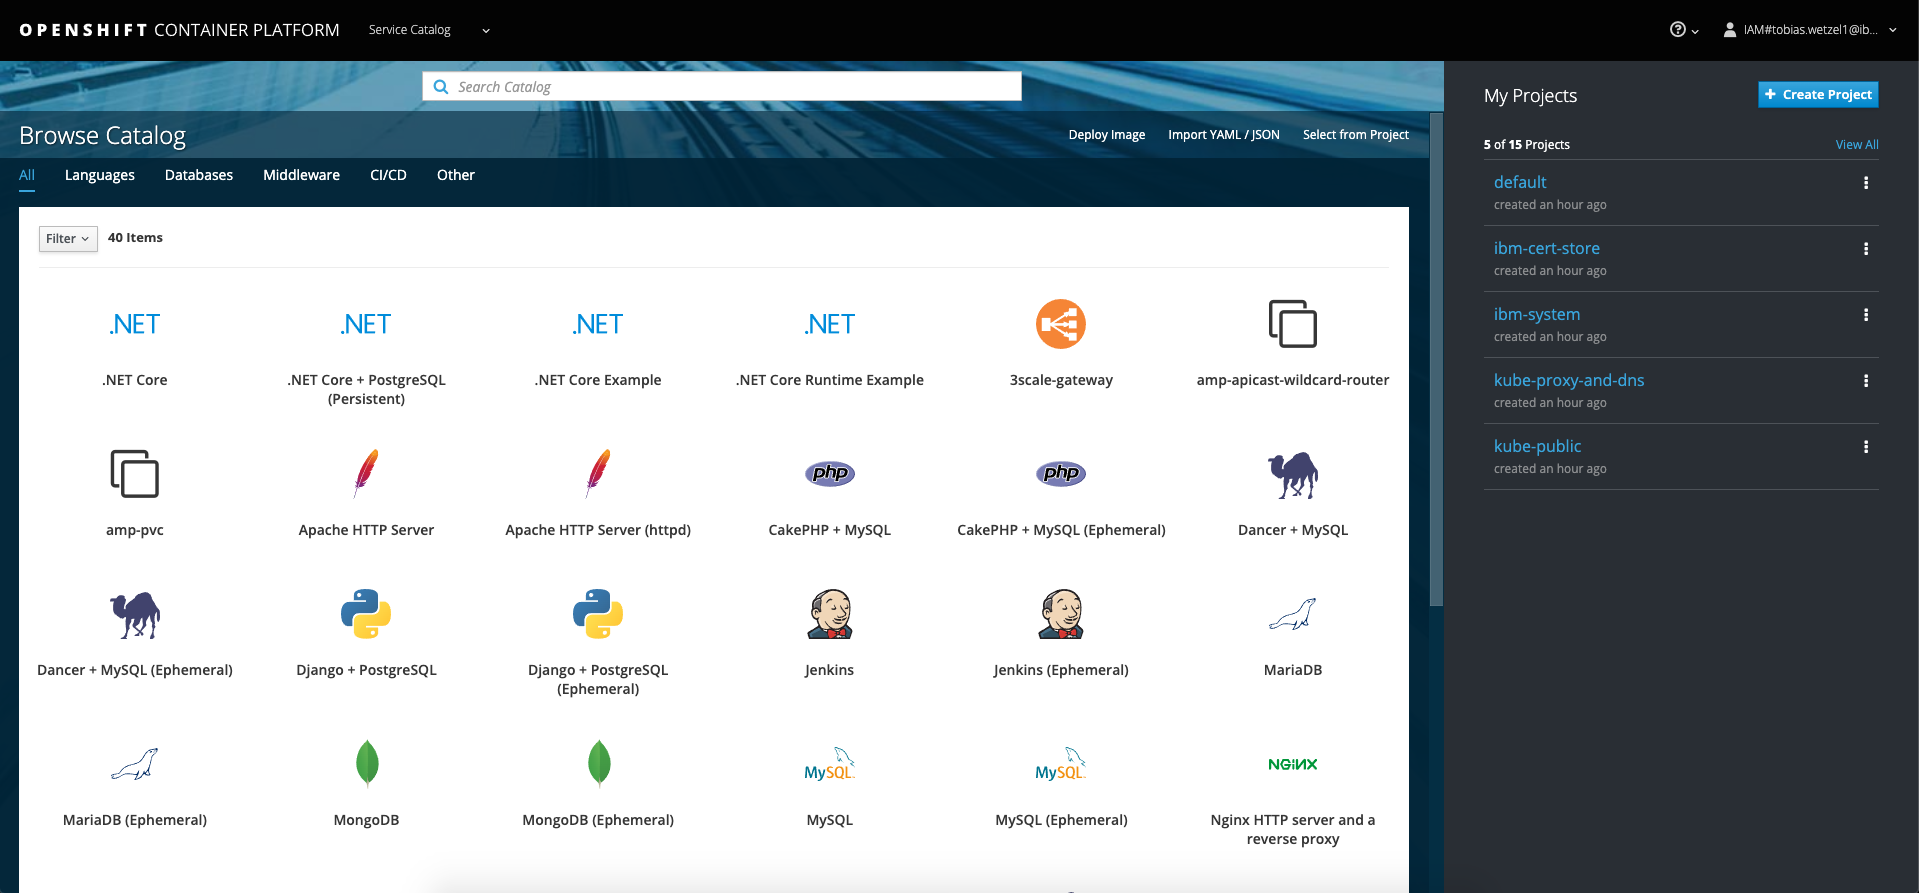 OPENSHIFT CONTAINER PLATFORM
Service Catalog
IAM#tobias.wetzel1@ib...
Search Catalog
Browse Catalog
Deploy Image
Import YAML / JSON
Select from Project
All
Languages
Databases
Middleware
CI/CD
Other
Filter
40 Items
.NET
.NET
.NET
.NET
.NET Core
.NET Core + PostgreSQL
(Persistent)
.NET Core Example
.NET Core Runtime Example
3scale-gateway
amp-apicast-wildcard-router
php
php
amp-pvc
Apache HTTP Server
Apache HTTP Server (httpd)
CakePHP + MySQL
CakePHP + MySQL (Ephemeral)
Dancer + MySQL
Dancer + MySQL (Ephemeral)
Django + PostgreSQL
Django + PostgreSQL
(Ephemeral)
Jenkins
Jenkins (Ephemeral)
MariaDB
MySQL
MySQL
NGINX
MariaDB (Ephemeral)
MongoDB
MongoDB (Ephemeral)
MySQL
MySQL (Ephemeral)
Nginx HTTP server and a
reverse proxy
My Projects
+ Create Project
5 of 15 Projects
View All
default
created an hour ago
ibm-cert-store
created an hour ago
ibm-system
created an hour ago
kube-proxy-and-dns
created an hour ago
kube-public
created an hour ago